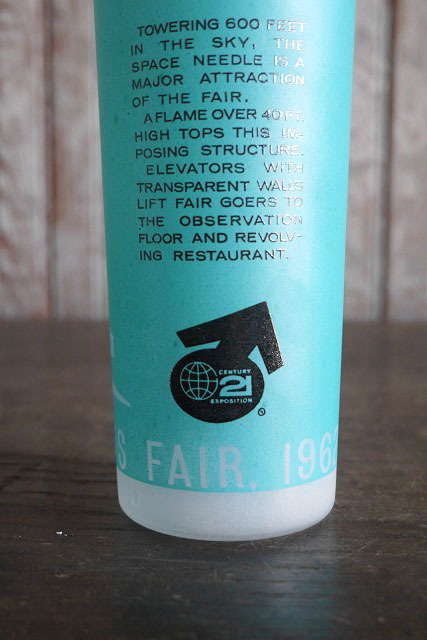 TOWERING 600 FEET
IN THE SKY, THE
SPACE NEEDLE IS A
MAJOR ATTRACTION
OF THE FAIR.
A FLAME OVER 40 FT.
HIGH TOPS THIS IM-
POSING STRUCTURE.
ELEVATORS WITH
TRANSPARENT WALLS
LIFT FAIR GOERS TO
THE OBSERVATION
FLOOR AND REVOLV-
ING RESTAURANT.
CENTURY
21
EXPOSITION
®
S FAIR, 1962